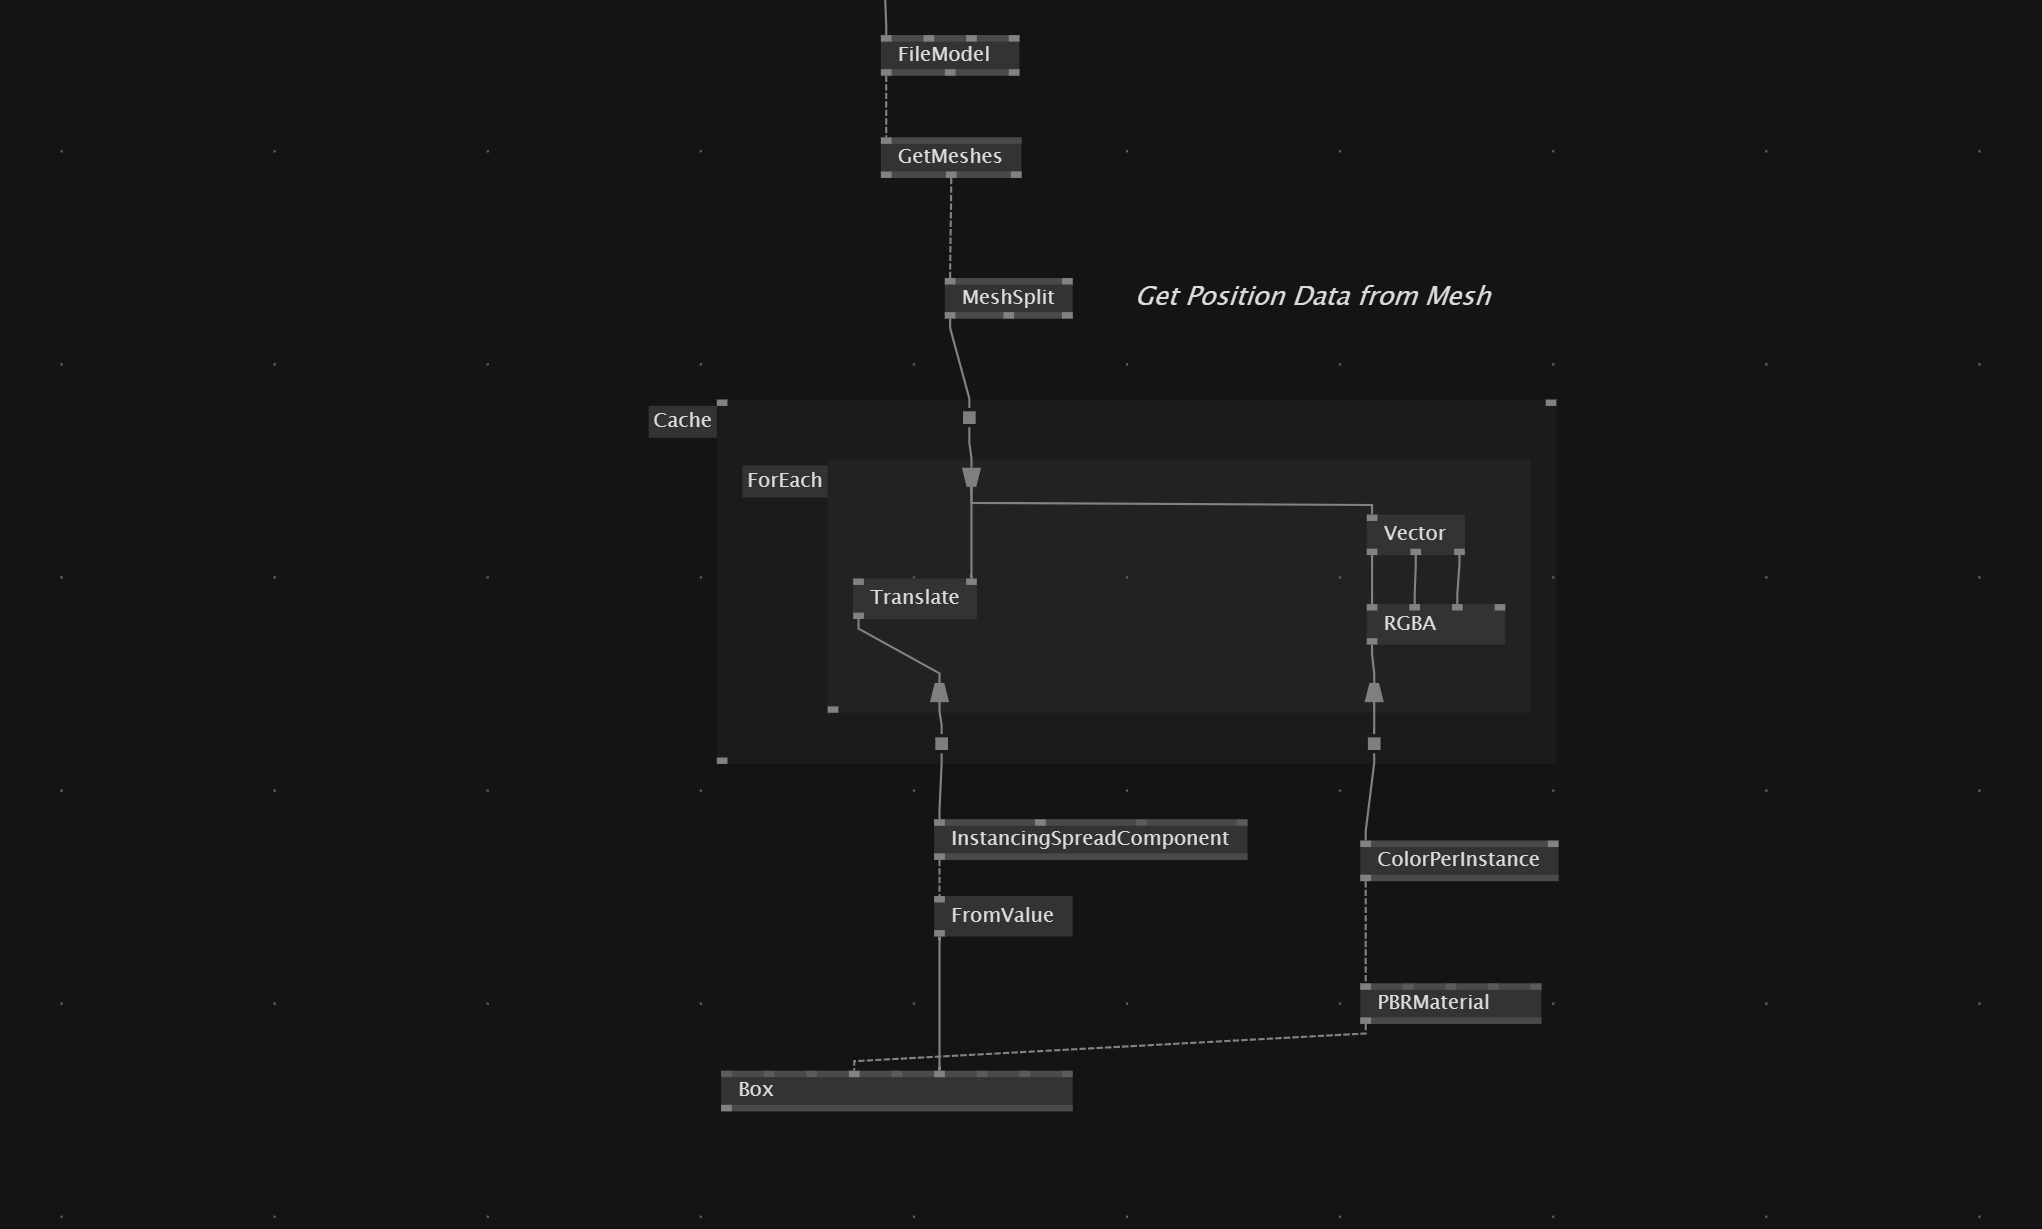 FileModel
GetMeshes
MeshSplit
Get Position Data from Mesh
Cache
ForEach
Vector
Translate
RGBA
InstancingSpreadComponent
ColorPerInstance
FromValue
PBRMaterial
Box